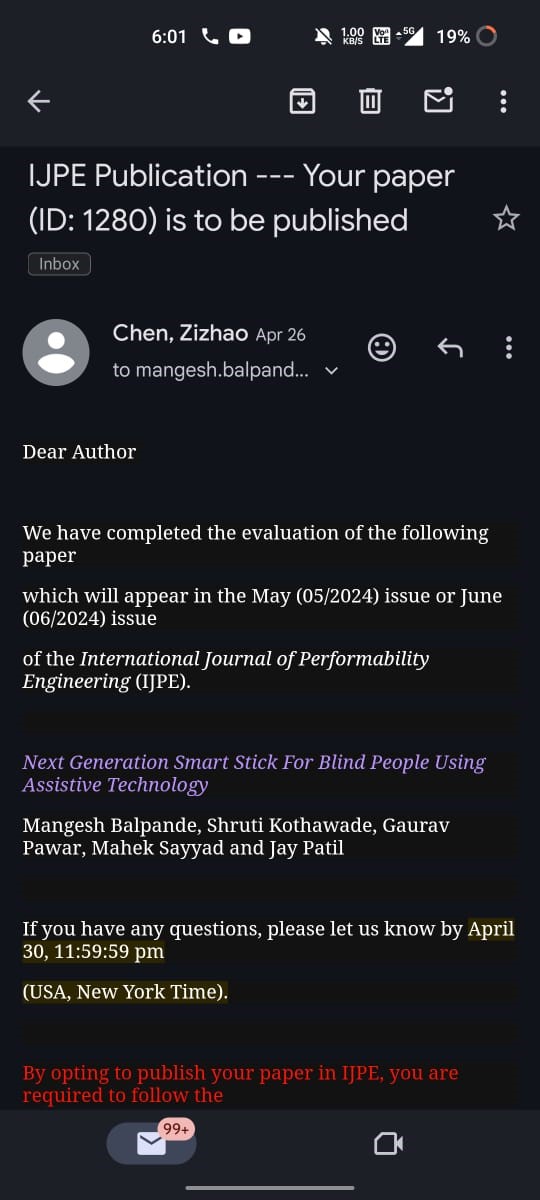 6:01 1.00 KB/S VoD LTE 5G 19%
IJPE Publication --- Your paper
(ID: 1280) is to be published
Inbox
Chen, Zizhao Apr 26
to mangesh.balpand...
Dear Author
We have completed the evaluation of the following
paper
which will appear in the May (05/2024) issue or June
(06/2024) issue
of the International Journal of Performability
Engineering (IJPE).
Next Generation Smart Stick For Blind People Using
Assistive Technology
Mangesh Balpande, Shruti Kothawade, Gaurav
Pawar, Mahek Sayyad and Jay Patil
If you have any questions, please let us know by April
30, 11:59:59 pm
(USA, New York Time).
By opting to publish your paper in IJPE, you are
required to follow the
99+